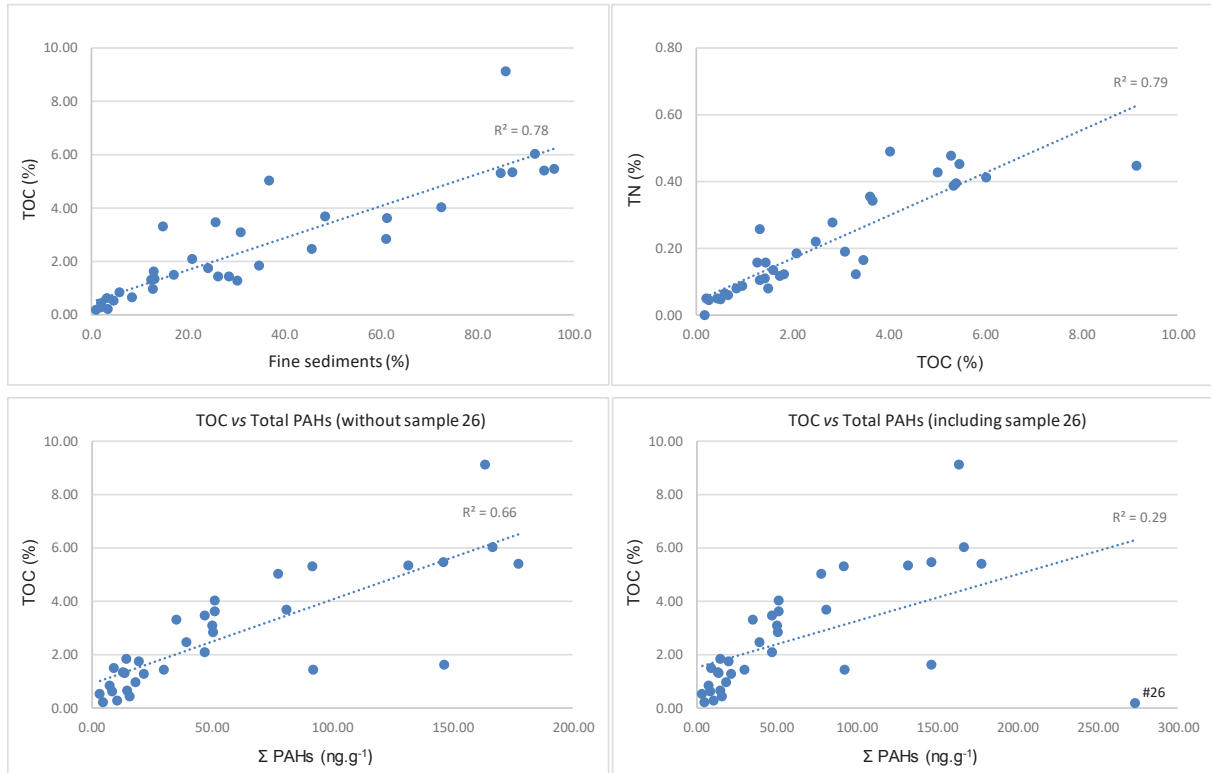 10.00
8.00
6.00
4.00
2.00
0.00
TOC (%)
R² = 0.78
0.0 20.0 40.0 60.0 80.0 100.0
Fine sediments (%)
0.80
0.60
0.40
0.20
0.00
TN (%)
R² = 0.79
0.00 2.00 4.00 6.00 8.00 10.00
TOC (%)
TOC vs Total PAHs (without sample 26)
10.00
8.00
6.00
4.00
2.00
0.00
TOC (%)
R² = 0.66
0.00 50.00 100.00 150.00 200.00
Σ PAHs (ng.g⁻¹)
TOC vs Total PAHs (including sample 26)
10.00
8.00
6.00
4.00
2.00
0.00
TOC (%)
R² = 0.29
#26
0.00 50.00 100.00 150.00 200.00 250.00 300.00
Σ PAHs (ng.g⁻¹)